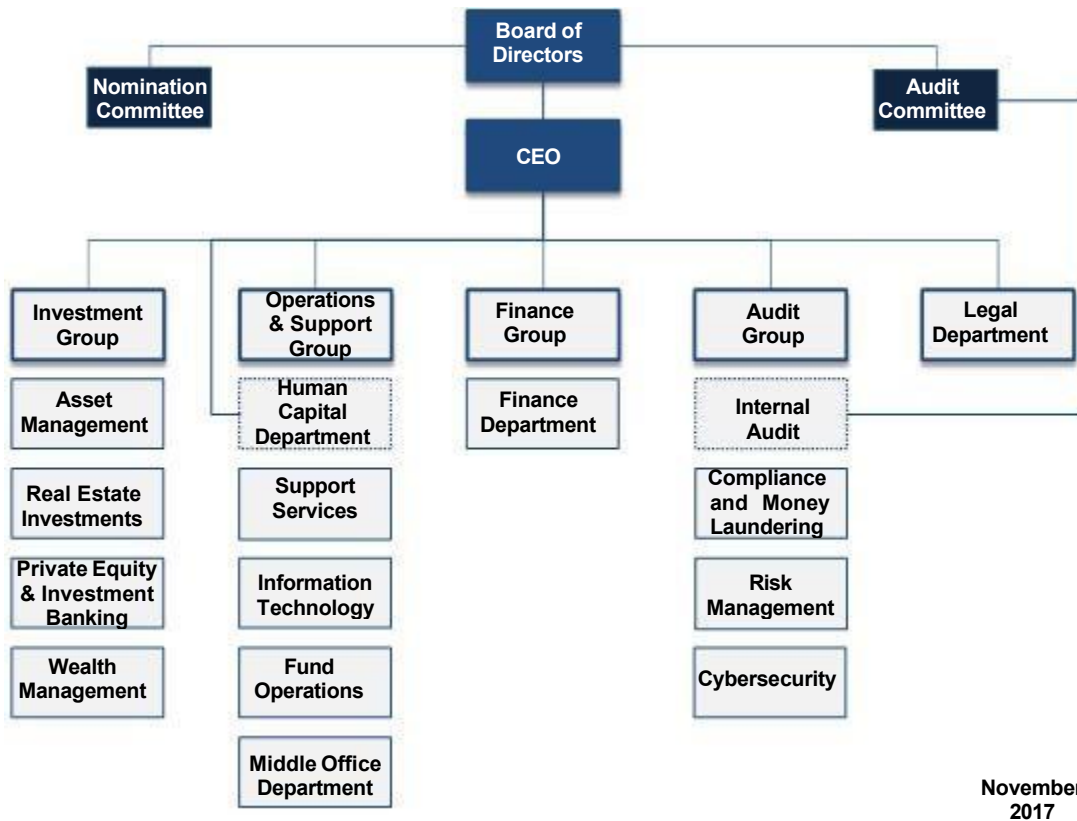 Board of
Directors
Nomination
Committee
Audit
Committee
CEO
Investment
Group
Operations
& Support
Group
Finance
Group
Audit
Group
Legal
Department
Asset
Management
Human
Capital
Department
Finance
Department
Internal
Audit
Real Estate
Investments
Support
Services
Compliance
and Money
Laundering
Private Equity
& Investment
Banking
Information
Technology
Risk
Management
Wealth
Management
Fund
Operations
Cybersecurity
Middle Office
Department
November
2017